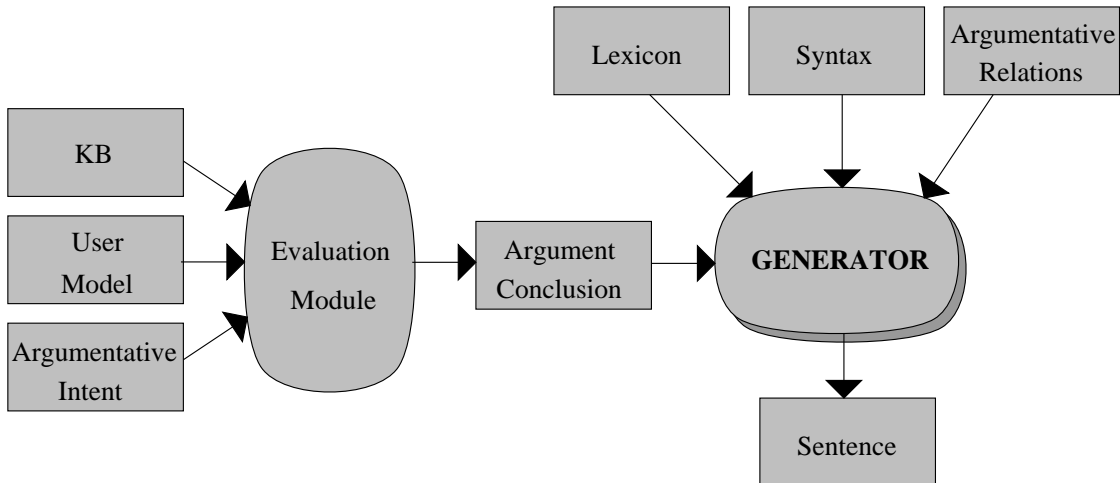 Lexicon
Syntax
Argumentative
Relations
KB
User
Model
Argumentative
Intent
Evaluation
Module
Argument
Conclusion
GENERATOR
Sentence